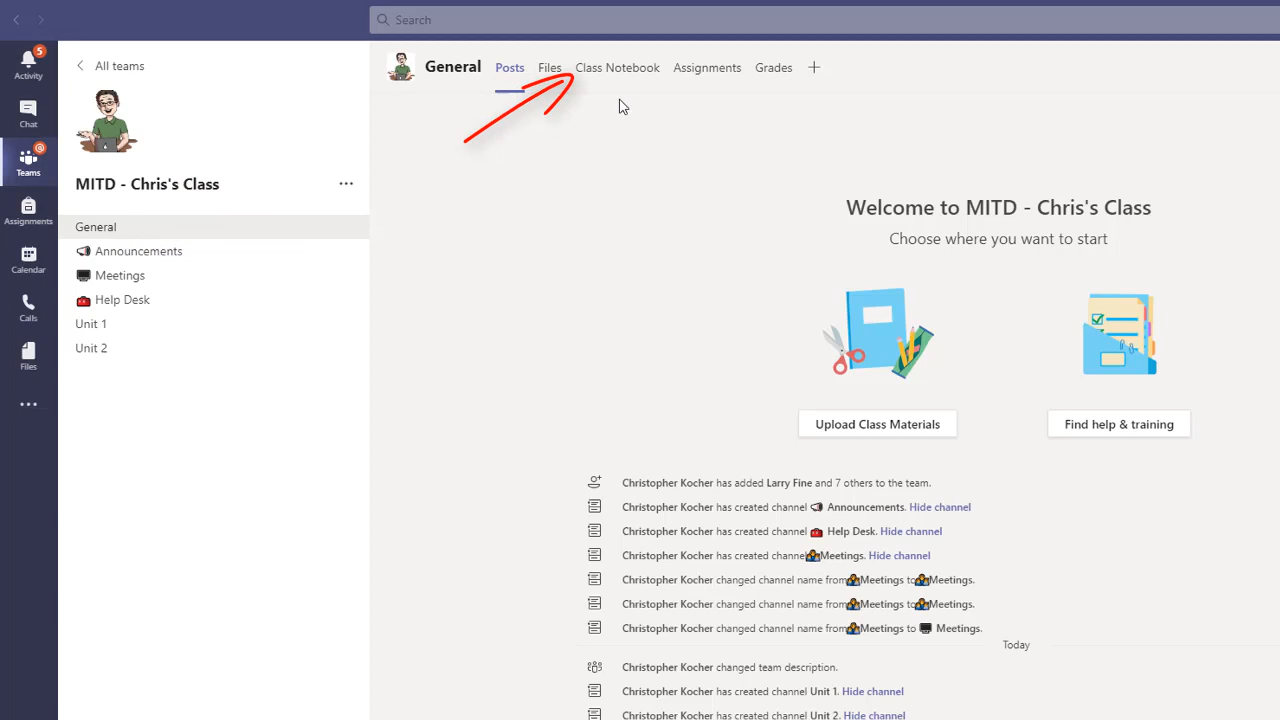 Search
5
Activity
Chat
@
Teams
Assignments
Calendar
Calls
Files
All teams
MITD - Chris's Class
General
Announcements
Meetings
Help Desk
Unit 1
Unit 2
General Posts Files Class Notebook Assignments Grades
Welcome to MITD - Chris's Class
Choose where you want to start
Upload Class Materials
Find help & training
Christopher Kocher has added Larry Fine and 7 others to the team.
Christopher Kocher has created channel 📣 Announcements. Hide channel
Christopher Kocher has created channel 🧰 Help Desk. Hide channel
Christopher Kocher has created channel 🧑‍🏫 Meetings. Hide channel
Christopher Kocher changed channel name from 🧑‍🏫 Meetings to 🧑‍🏫 Meetings.
Christopher Kocher changed channel name from 🧑‍🏫 Meetings to 🧑‍🏫 Meetings.
Christopher Kocher changed channel name from 🧑‍🏫 Meetings to 🖥️ Meetings.
Today
Christopher Kocher changed team description.
Christopher Kocher has created channel Unit 1. Hide channel
Christopher Kocher has created channel Unit 2. Hide channel